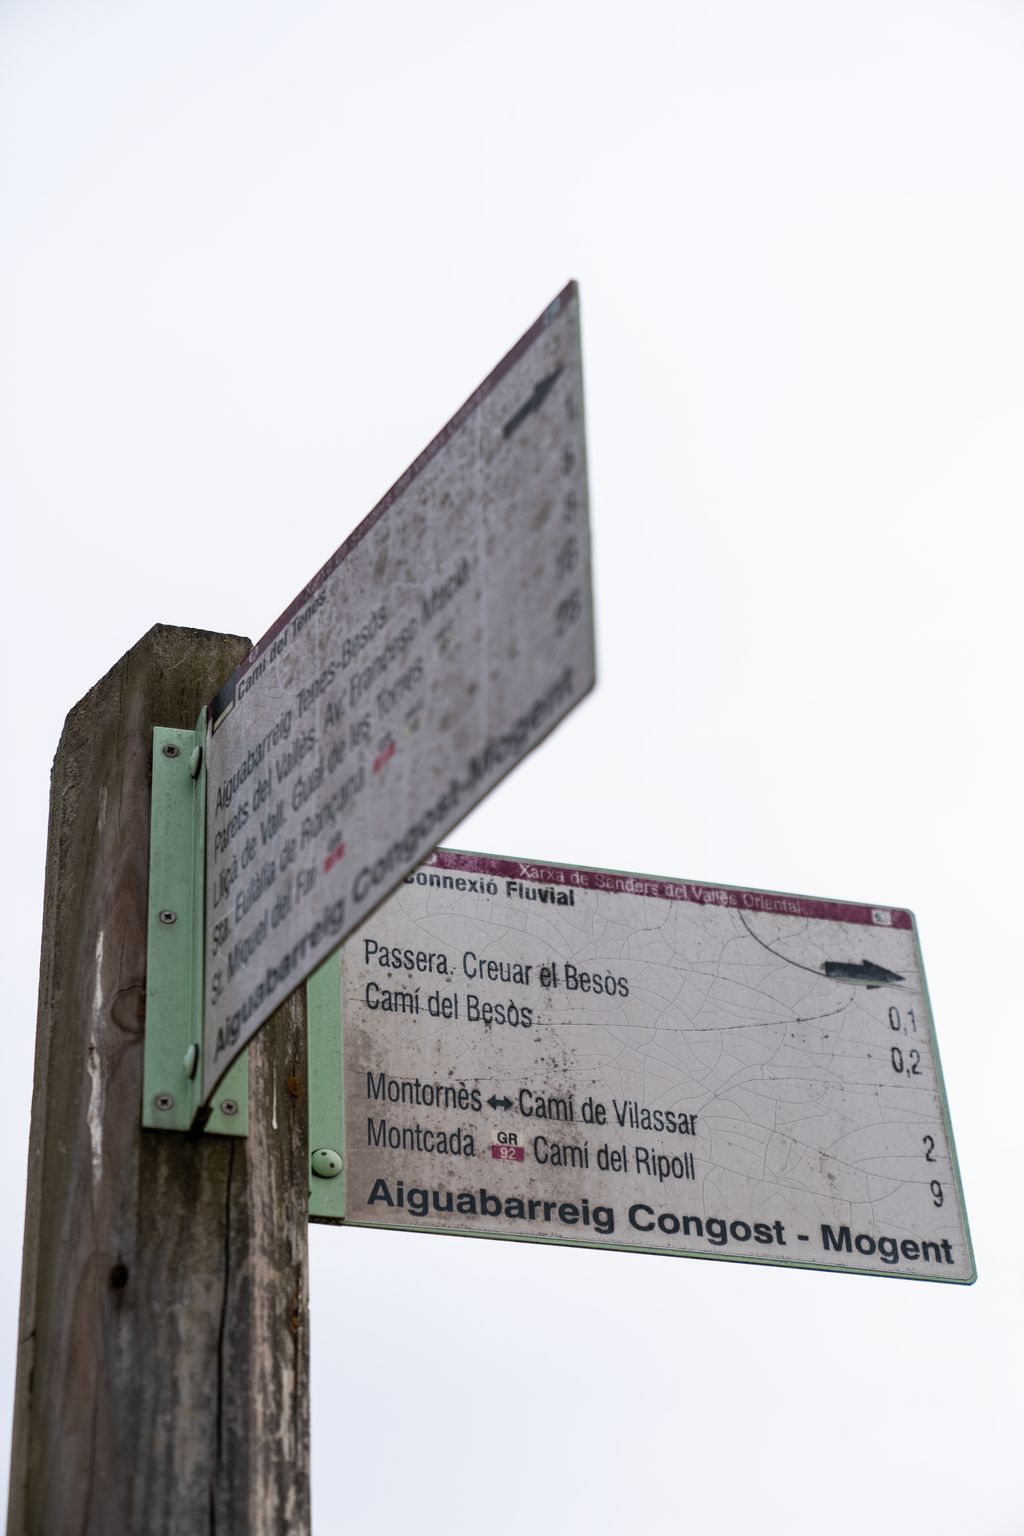 Camí del Tenes
Aiguabarreig Tenes-Besòs
Parets del Vallès. Av. Francesc Macià
Lliçà de Vall. Gual de les Torres
Sta. Eulàlia de Ronçana
St. Miquel del Fai
Aiguabarreig Congost-Mogent
Xarxa de Senders del Vallès Oriental
Connexió Fluvial
Passera. Creuar el Besòs 0,1
Camí del Besòs 0,2
Montornès ↔ Camí de Vilassar 2
Montcada GR 92 Camí del Ripoll 9
Aiguabarreig Congost - Mogent